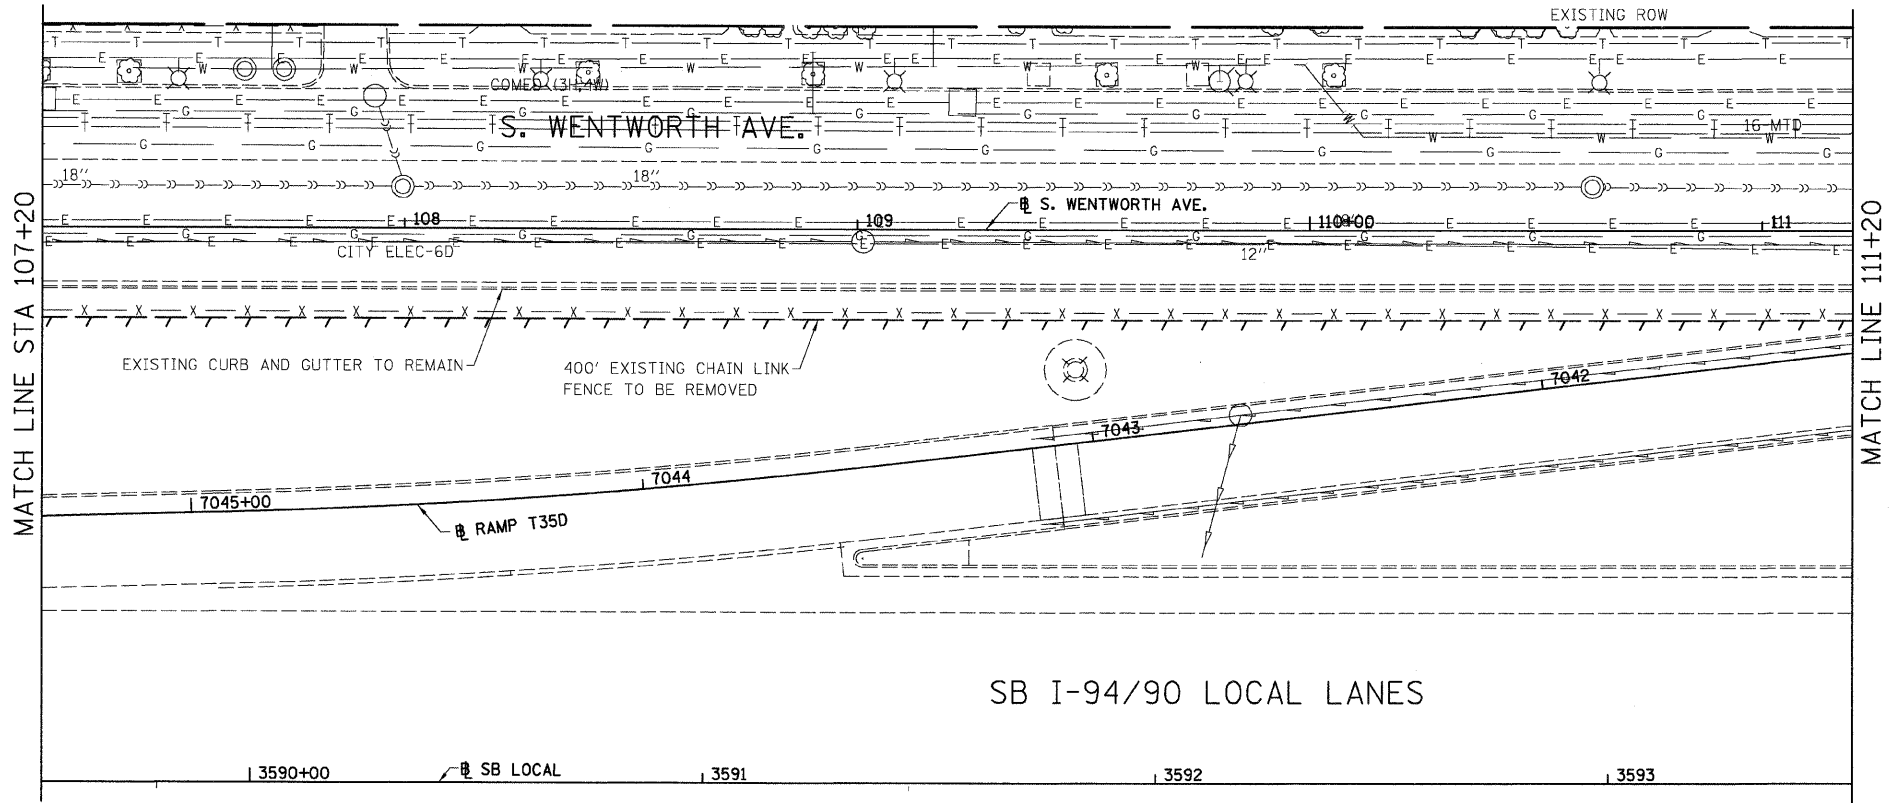 EXISTING ROW
COMED (3H,4W)
S. WENTWORTH AVE.
16-MTD
18''
18''
108
109
110+00
111
℄ S. WENTWORTH AVE.
CITY ELEC-6D
12''
EXISTING CURB AND GUTTER TO REMAIN
400' EXISTING CHAIN LINK
FENCE TO BE REMOVED
MATCH LINE STA 107+20
MATCH LINE 111+20
7042
7043
7044
7045+00
℄ RAMP T35D
SB I-94/90 LOCAL LANES
3590+00
℄ SB LOCAL
3591
3592
3593